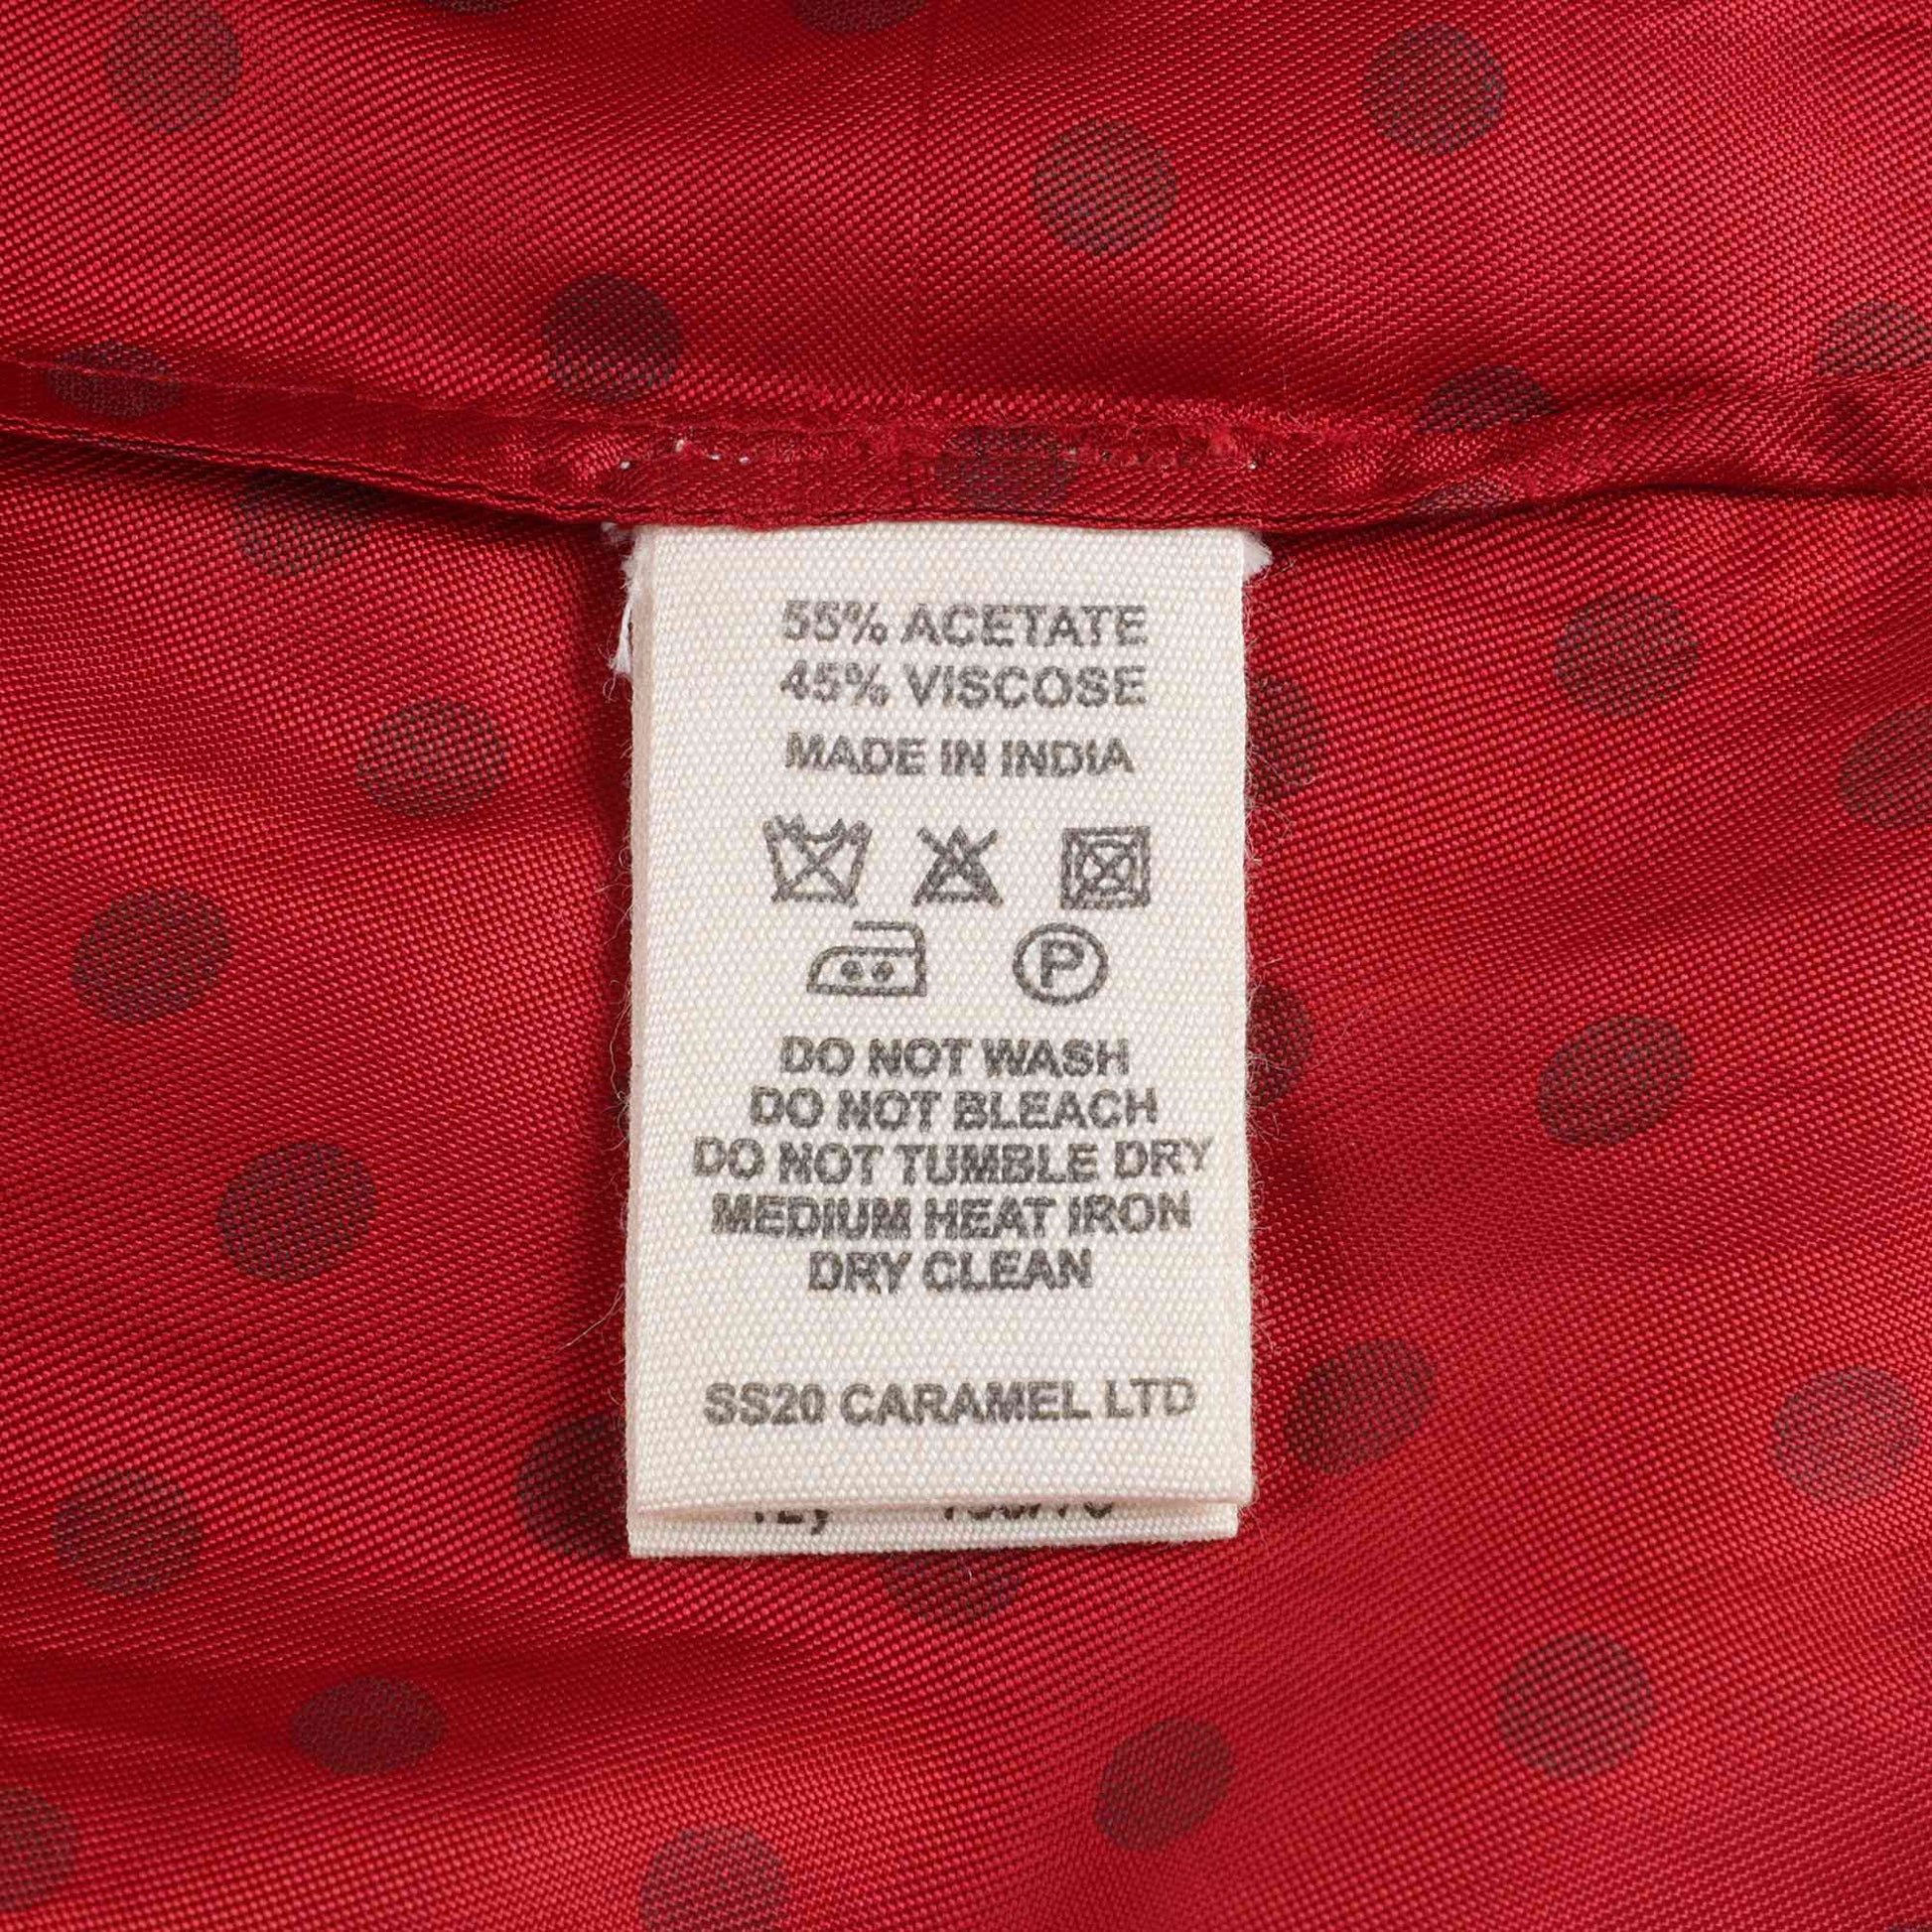 55% ACETATE
45% VISCOSE
MADE IN INDIA
P
DO NOT WASH
DO NOT BLEACH
DO NOT TUMBLE DRY
MEDIUM HEAT IRON
DRY CLEAN
SS20 CARAMEL LTD